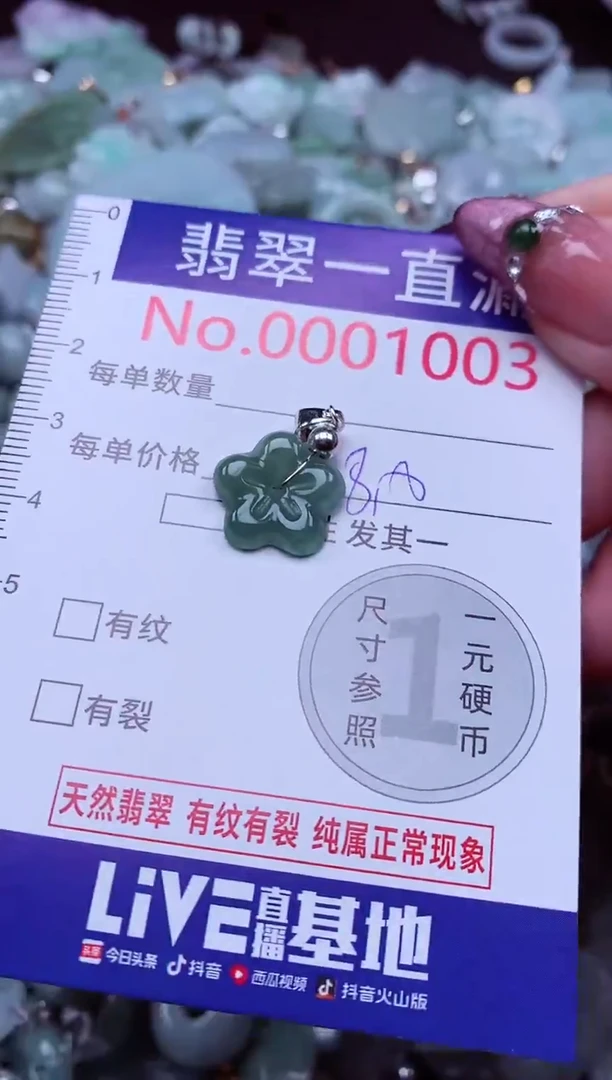 0
1
2
3
4
5
翡翠一直
No.0001003
每单数量
每单价格
发其一
有纹
有裂
尺寸参照
1
一元硬币
天然翡翠 有纹有裂 纯属正常现象
LiVE直播基地
今日头条 抖音 西瓜视频 抖音火山版